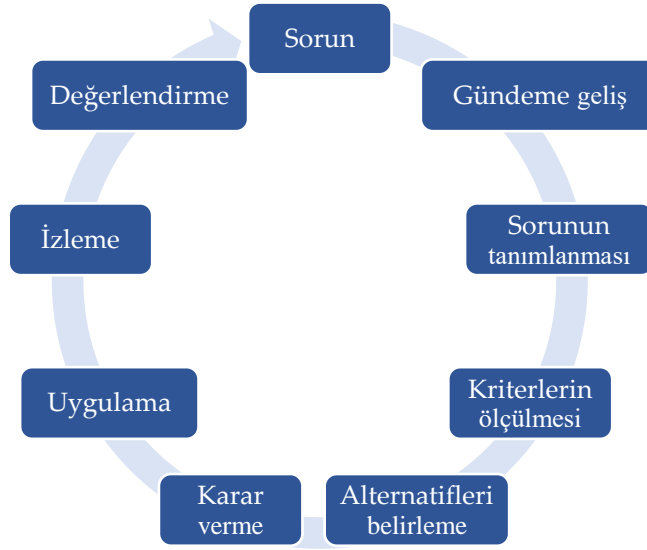 Sorun
Gündeme geliş
Sorunun
tanımlanması
Kriterlerin
ölçülmesi
Alternatifleri
belirleme
Karar
verme
Uygulama
İzleme
Değerlendirme